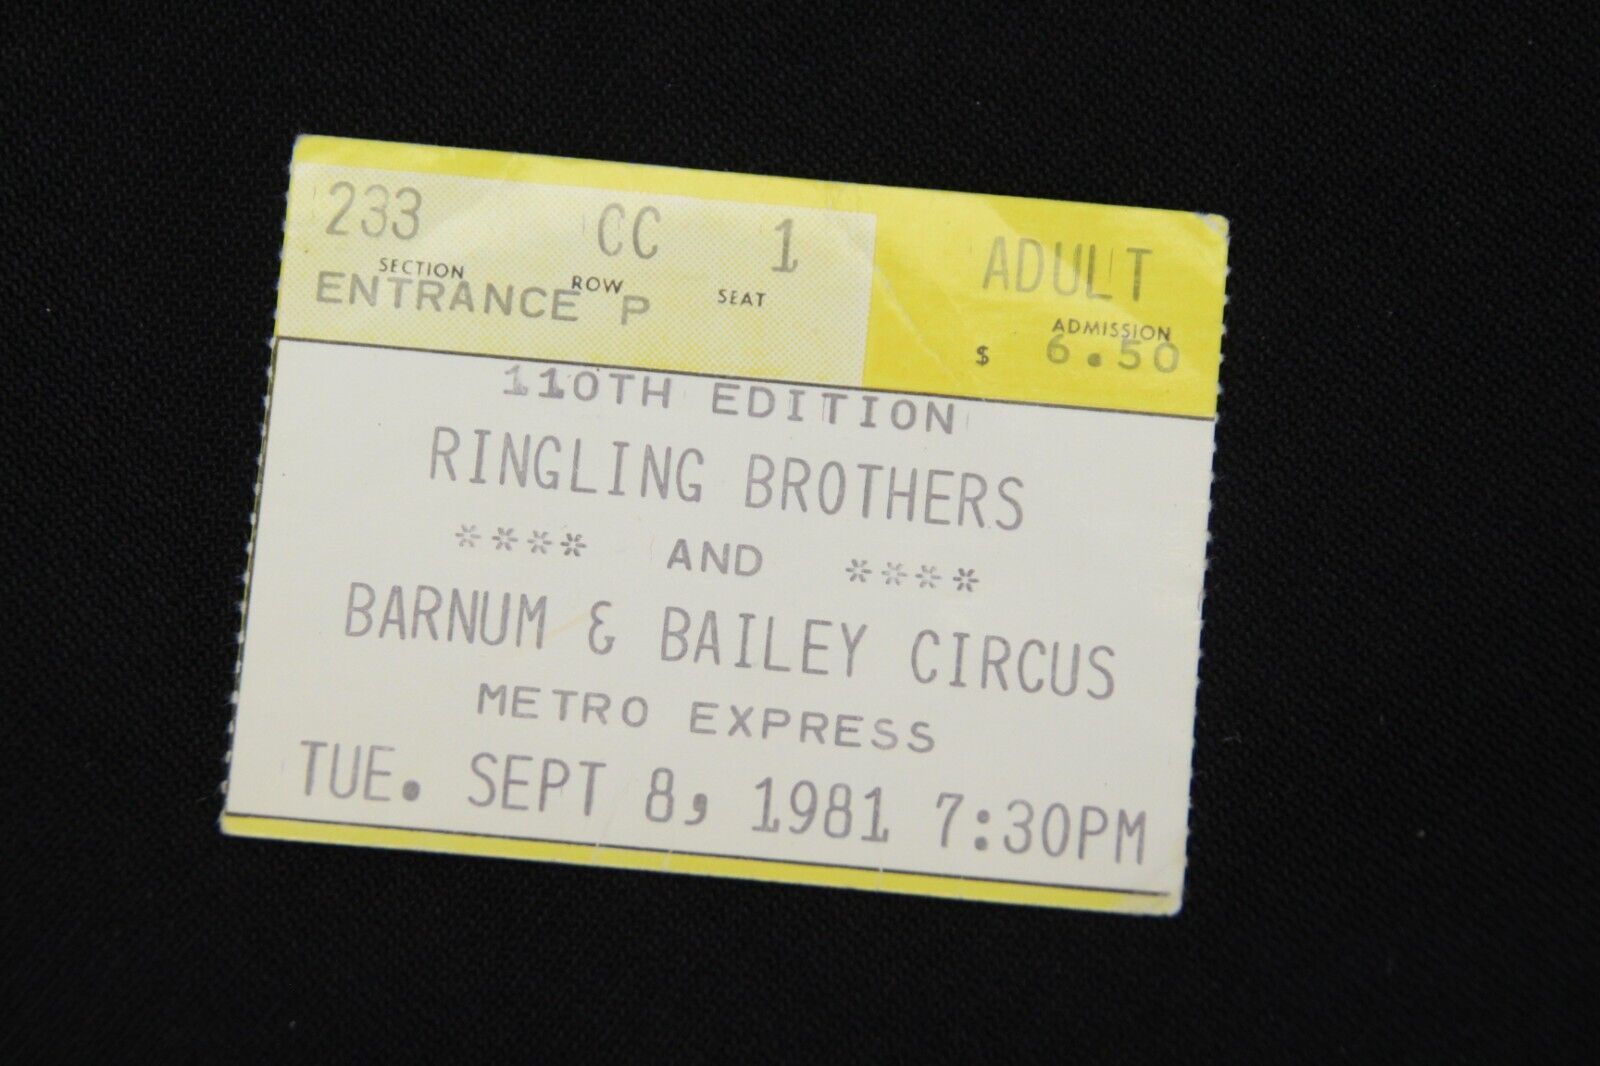 233 CC 1 ADULT
SECTION ROW SEAT ADMISSION
ENTRANCE P $ 6.50
110TH EDITION
RINGLING BROTHERS
**** AND ****
BARNUM & BAILEY CIRCUS
METRO EXPRESS
TUE. SEPT 8, 1981 7:30PM